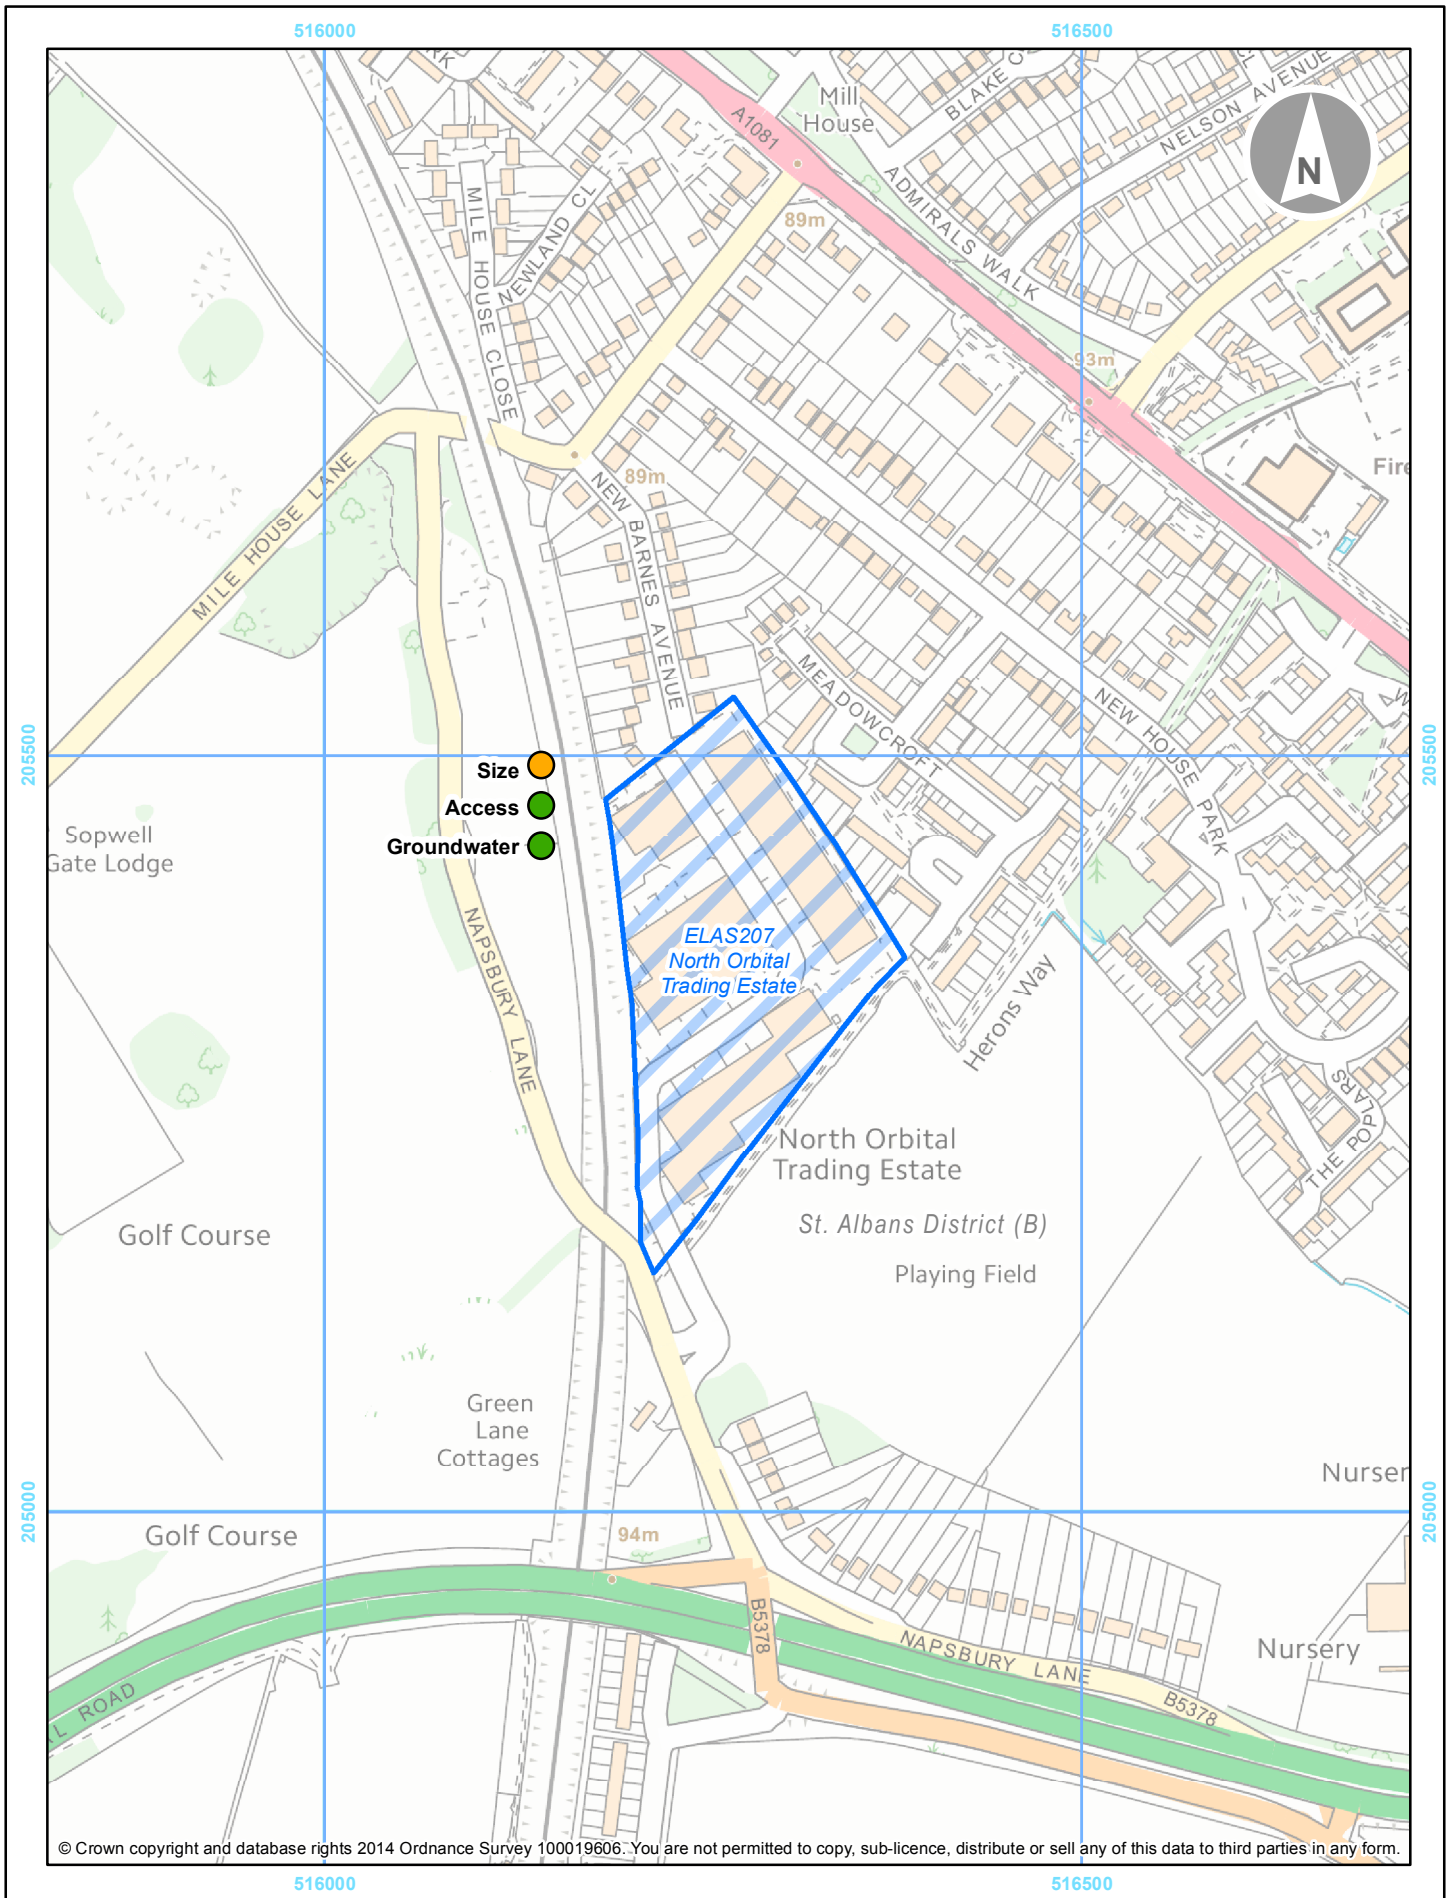 516000
516500
Mill
House
BLAKE
NELSON AVENUE
A1081
N
ADMIRALS WALK
MILE HOUSE CLOSE
NEWLAND CL
89m
93m
MILE HOUSE LANE
89m
Fire
NEW BARNES AVENUE
MEADOWCROFT
NEW HOUSE PARK
205500
205500
Size
Access
Groundwater
Sopwell
Gate Lodge
NAPSBURY LANE
ELAS207
North Orbital
Trading Estate
Herons Way
THE POPLARS
North Orbital
Trading Estate
St. Albans District (B)
Golf Course
Playing Field
Green
Lane
Cottages
Nurser
205000
205000
Golf Course
94m
B5378
NAPSBURY LANE
Nursery
B5378
L ROAD
© Crown copyright and database rights 2014 Ordnance Survey 100019606. You are not permitted to copy, sub-licence, distribute or sell any of this data to third parties in any form.
516000
516500